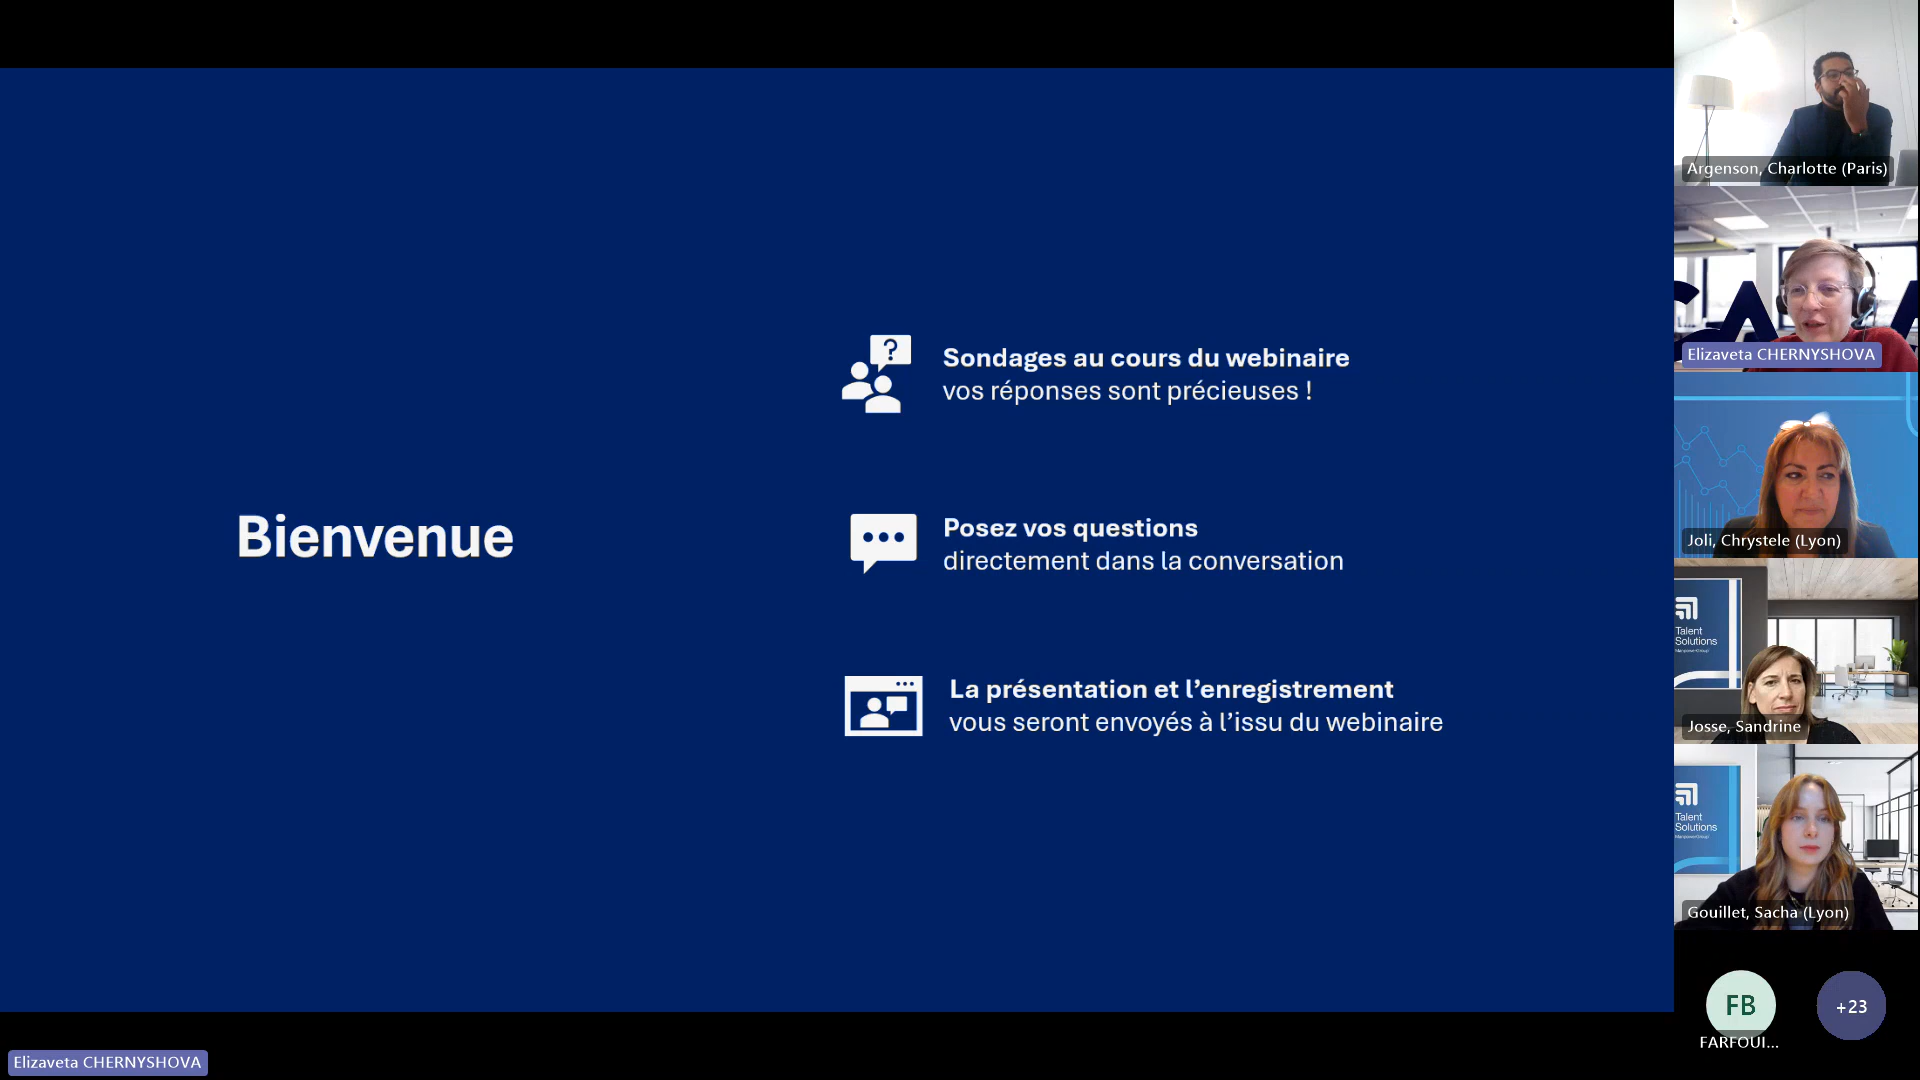 Bienvenue
?
Sondages au cours du webinaire
vos réponses sont précieuses !
Posez vos questions
directement dans la conversation
La présentation et l’enregistrement
vous seront envoyés à l’issu du webinaire
Argenson, Charlotte (Paris)
Elizaveta CHERNYSHOVA
Joli, Chrystele (Lyon)
Talent
Solutions
ManpowerGroup
Josse, Sandrine
Talent
Solutions
ManpowerGroup
Gouillet, Sacha (Lyon)
FB
FARFOUI...
+23
Elizaveta CHERNYSHOVA